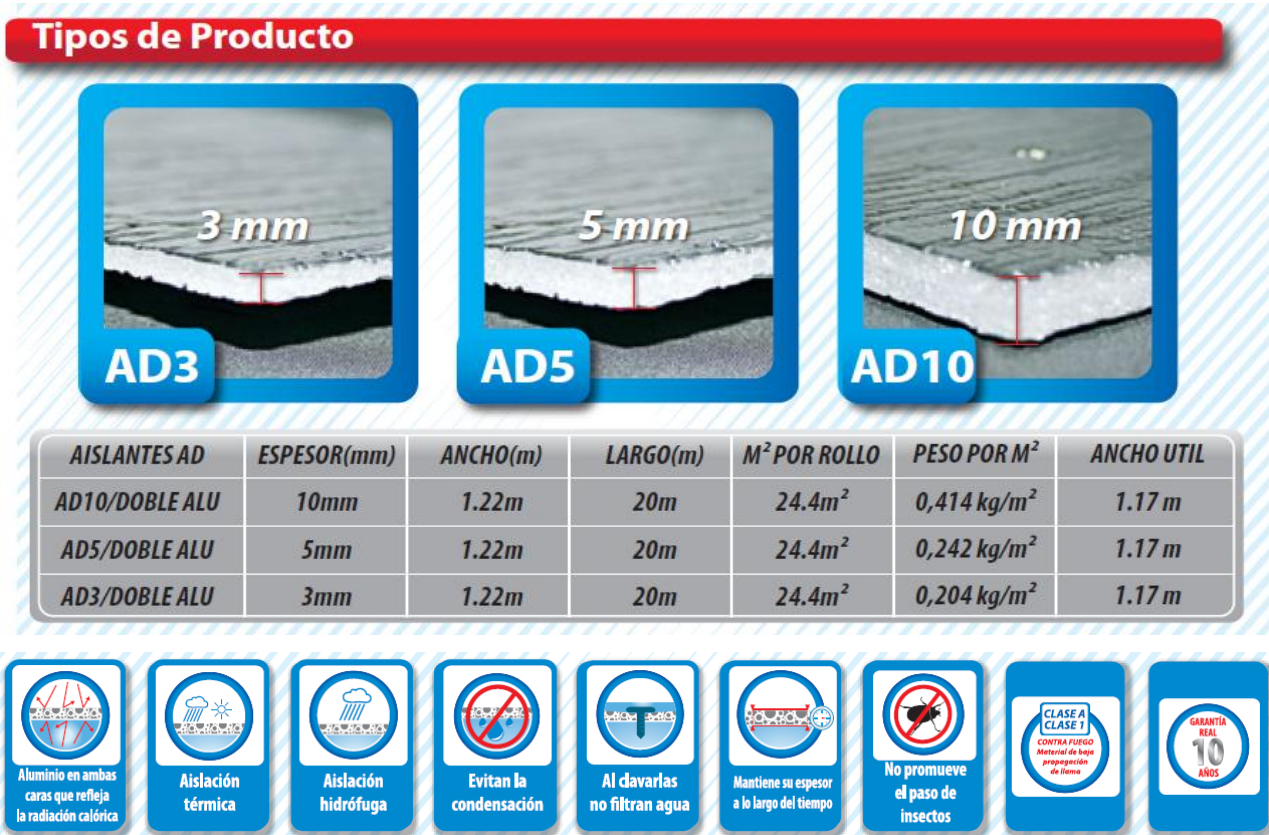 Tipos de Producto
3 mm
5 mm
10 mm
AD3
AD5
AD10
AISLANTES AD ESPESOR(mm) ANCHO(m) LARGO(m) M² POR ROLLO PESO POR M² ANCHO UTIL
AD10/DOBLE ALU 10mm 1.22m 20m 24.4m² 0,414 kg/m² 1.17 m
AD5/DOBLE ALU 5mm 1.22m 20m 24.4m² 0,242 kg/m² 1.17 m
AD3/DOBLE ALU 3mm 1.22m 20m 24.4m² 0,204 kg/m² 1.17 m
Aluminio en ambas
caras que refleja
la radiación calórica
Aislación
térmica
Aislación
hidrófuga
Evitan la
condensación
Al clavarlas
no filtran agua
Mantiene su espesor
a lo largo del tiempo
No promueve
el paso de
insectos
CLASE A
CLASE 1
CONTRA FUEGO
Material de baja
propagación
de llama
GARANTÍA
REAL
10
AÑOS